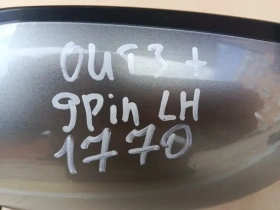 OUT3 +
9pin LH
1770